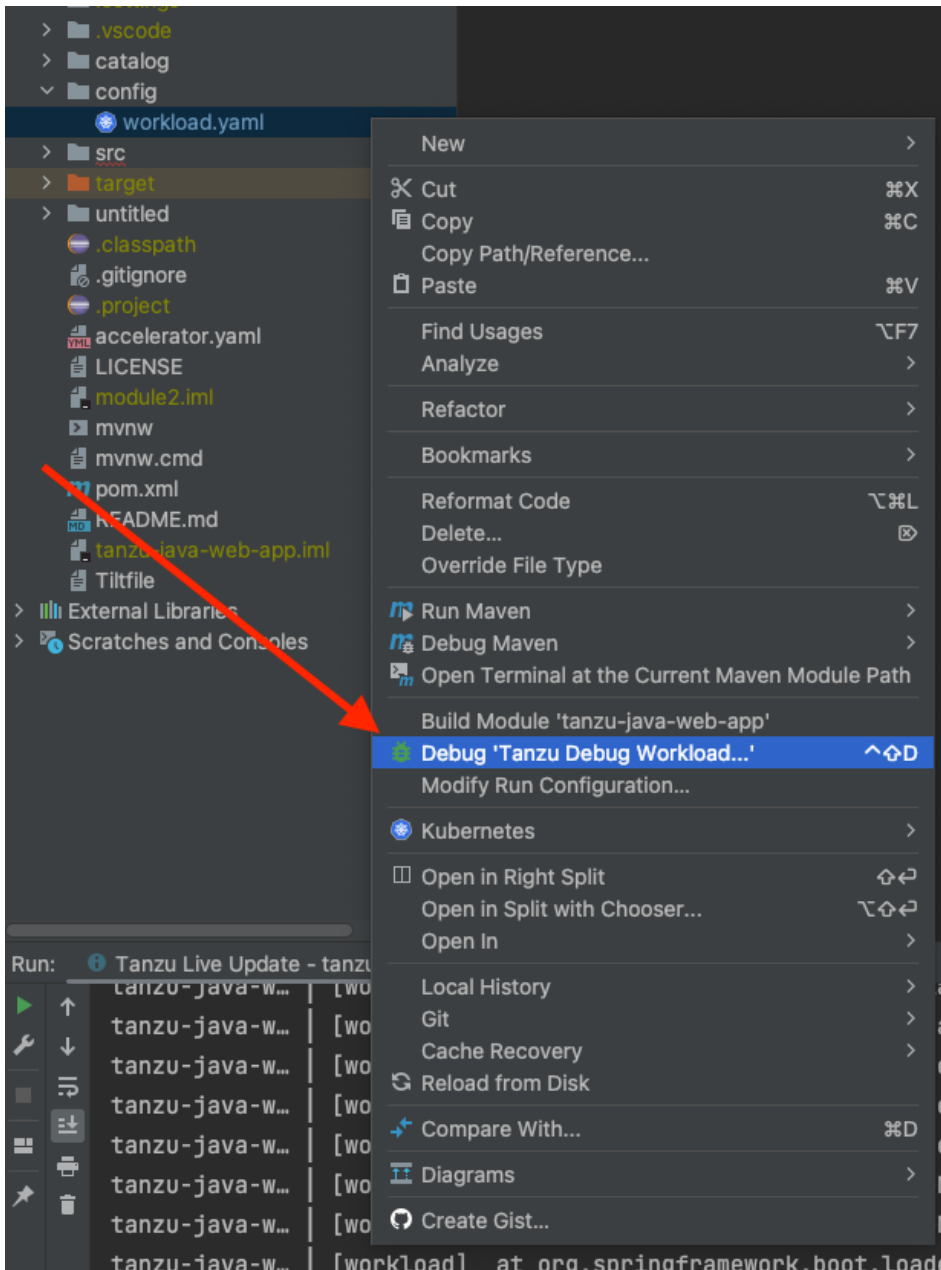 .settings
.vscode
catalog
config
workload.yaml
src
target
untitled
.classpath
.gitignore
.project
YML accelerator.yaml
LICENSE
module2.iml
mvnw
mvnw.cmd
m pom.xml
MD README.md
tanzu-java-web-app.iml
Tiltfile
External Libraries
Scratches and Consoles
New
Cut ⌘X
Copy ⌘C
Copy Path/Reference...
Paste ⌘V
Find Usages ⌥F7
Analyze
Refactor
Bookmarks
Reformat Code ⌥⌘L
Delete... ⌦
Override File Type
Run Maven
Debug Maven
Open Terminal at the Current Maven Module Path
Build Module 'tanzu-java-web-app'
Debug 'Tanzu Debug Workload...' ^⇧D
Modify Run Configuration...
Kubernetes
Open in Right Split ⇧↩
Open in Split with Chooser... ⌥⇧↩
Open In
Local History
Git
Cache Recovery
Reload from Disk
Compare With... ⌘D
Diagrams
Create Gist...
Run: Tanzu Live Update - tanzu
tanzu-java-w… | [wo
tanzu-java-w… | [wo
tanzu-java-w… | [wo
tanzu-java-w… | [wo
tanzu-java-w… | [wo
tanzu-java-w… | [wo
tanzu-java-w… | [wo
tanzu-java-w… | [workload] at org.springframework.boot.load